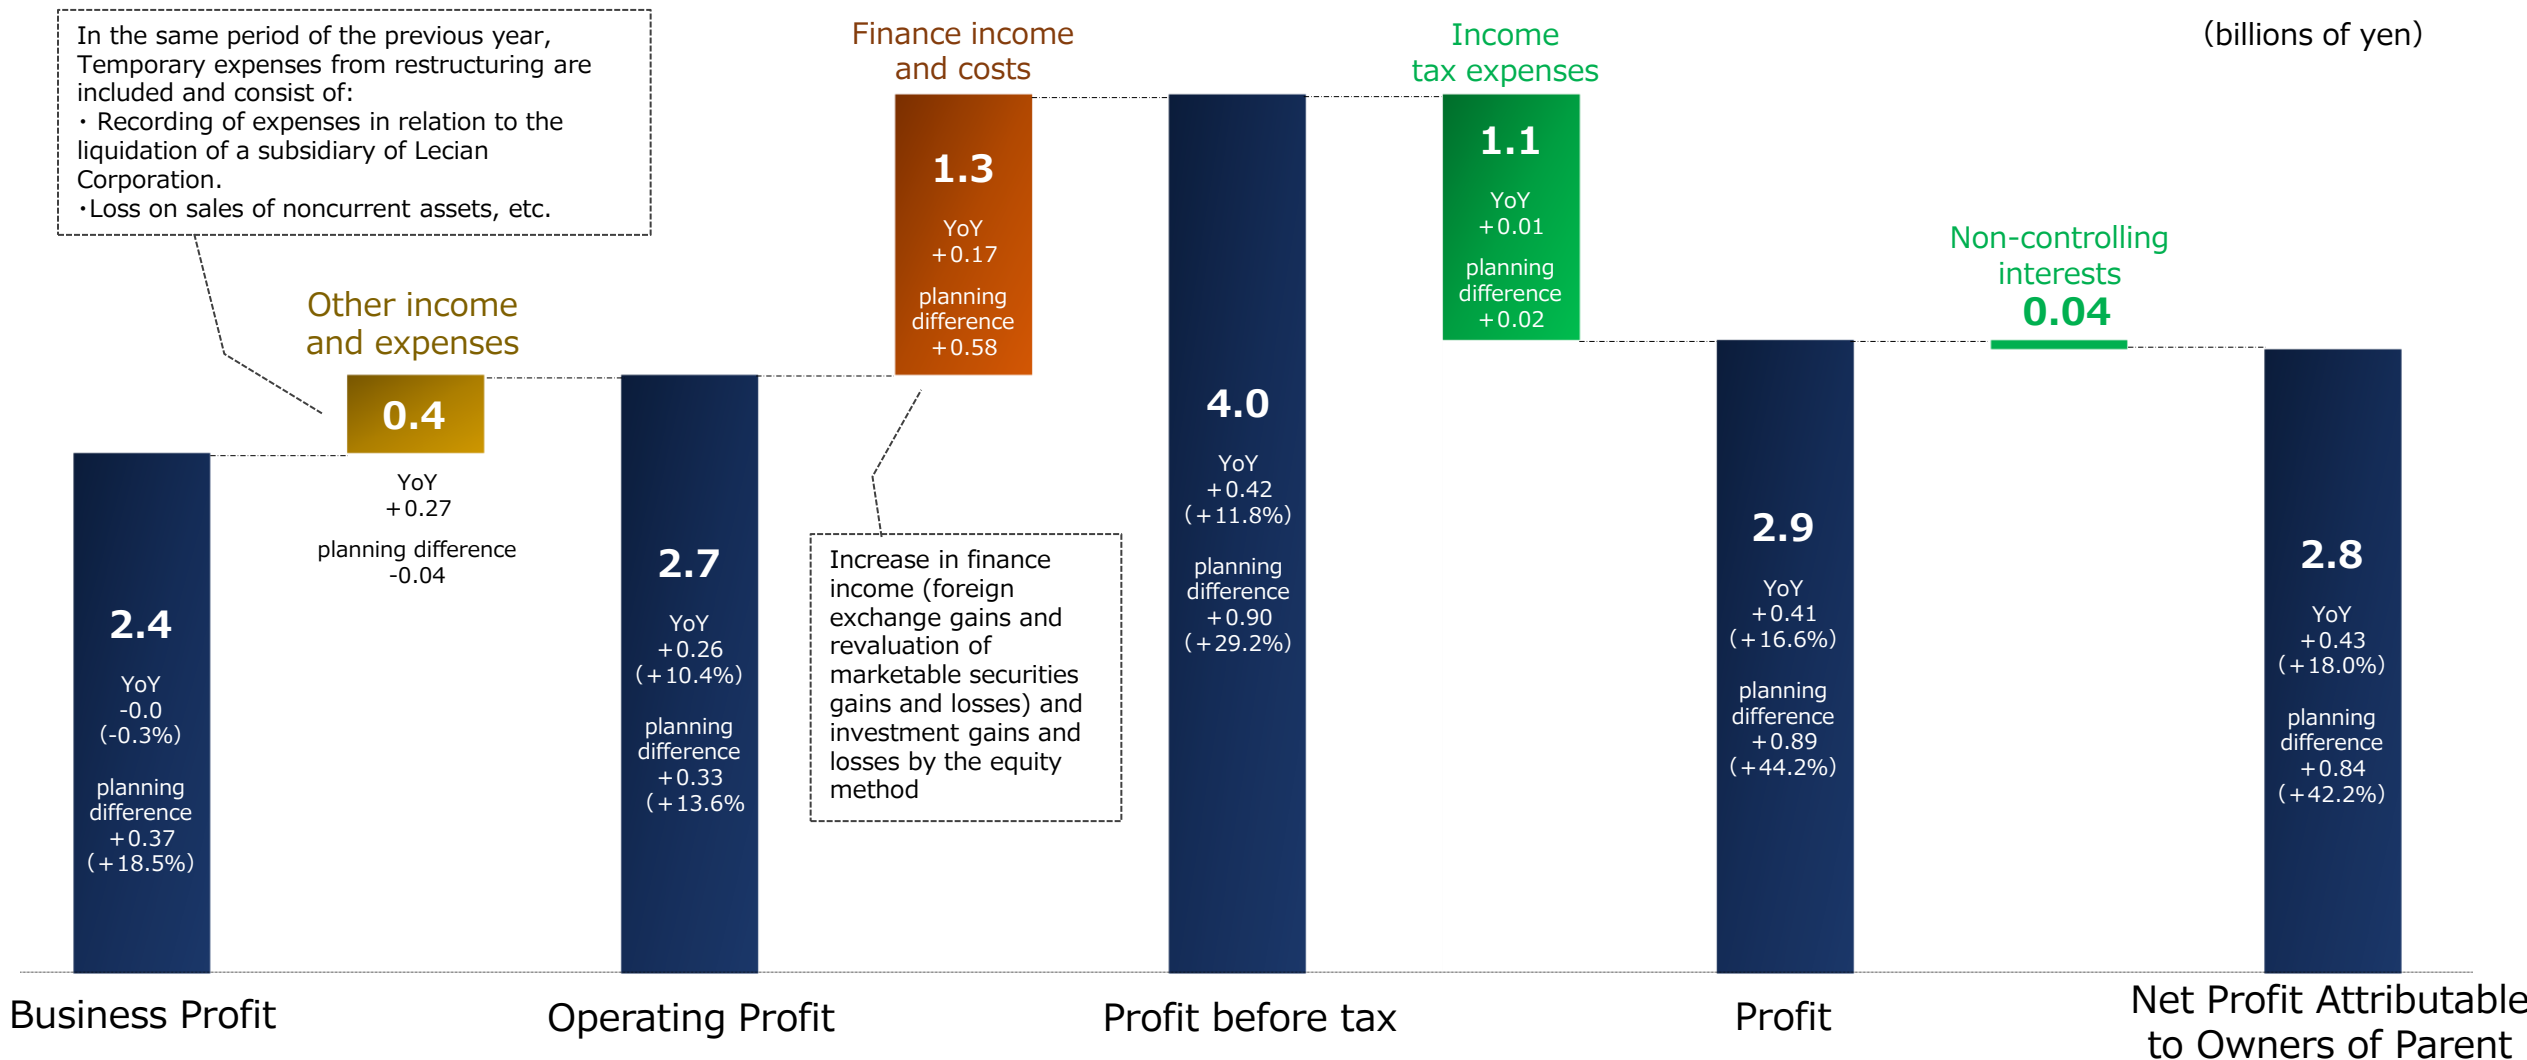 (billions of yen)
In the same period of the previous year,
Temporary expenses from restructuring are
included and consist of:
・ Recording of expenses in relation to the
liquidation of a subsidiary of Lecian
Corporation.
・Loss on sales of noncurrent assets, etc.
Other income
and expenses
0.4
YoY
+0.27
planning difference
-0.04
Finance income
and costs
1.3
YoY
+0.17
planning
difference
+0.58
Increase in finance
income (foreign
exchange gains and
revaluation of
marketable securities
gains and losses) and
investment gains and
losses by the equity
method
Income
tax expenses
1.1
YoY
+0.01
planning
difference
+0.02
Non-controlling
interests
0.04
2.4
YoY
-0.0
(-0.3%)
planning
difference
+0.37
(+18.5%)
2.7
YoY
+0.26
(+10.4%)
planning
difference
+0.33
(+13.6%
4.0
YoY
+0.42
(+11.8%)
planning
difference
+0.90
(+29.2%)
2.9
YoY
+0.41
(+16.6%)
planning
difference
+0.89
(+44.2%)
2.8
YoY
+0.43
(+18.0%)
planning
difference
+0.84
(+42.2%)
Business Profit
Operating Profit
Profit before tax
Profit
Net Profit Attributable
to Owners of Parent